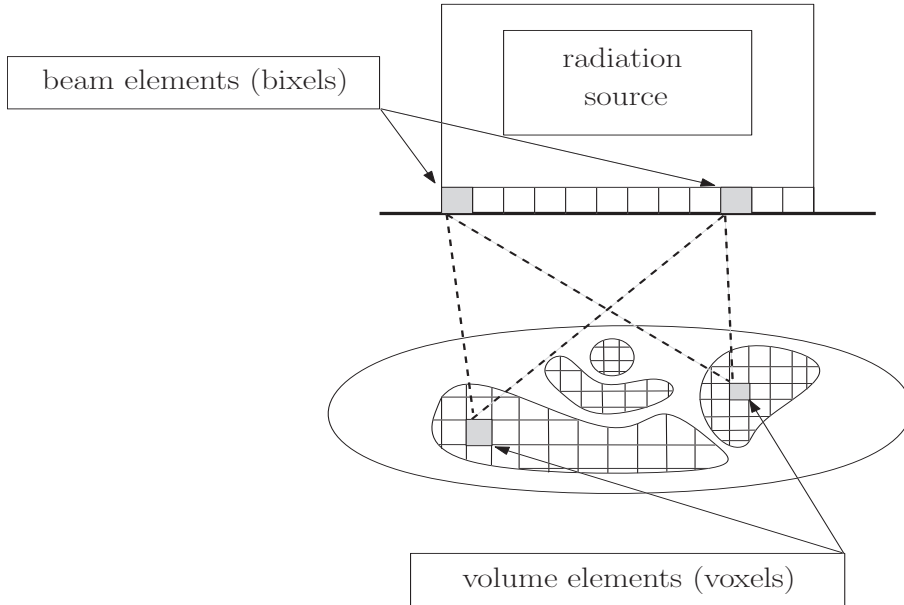 radiation
source
beam elements (bixels)
volume elements (voxels)